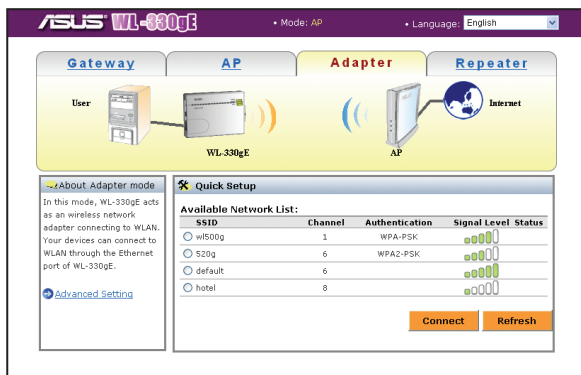 ASUS WL-330gE • Mode: AP • Language: English
Gateway AP Adapter Repeater
User
Internet
WL-330gE
AP
About Adapter mode
In this mode, WL-330gE acts
as an wireless network
adapter connecting to WLAN.
Your devices can connect to
WLAN through the Ethernet
port of WL-330gE.
Advanced Setting
Quick Setup
Available Network List:
SSID Channel Authentication Signal Level Status
wl500g 1 WPA-PSK
520g 6 WPA2-PSK
default 6
hotel 8
Connect Refresh